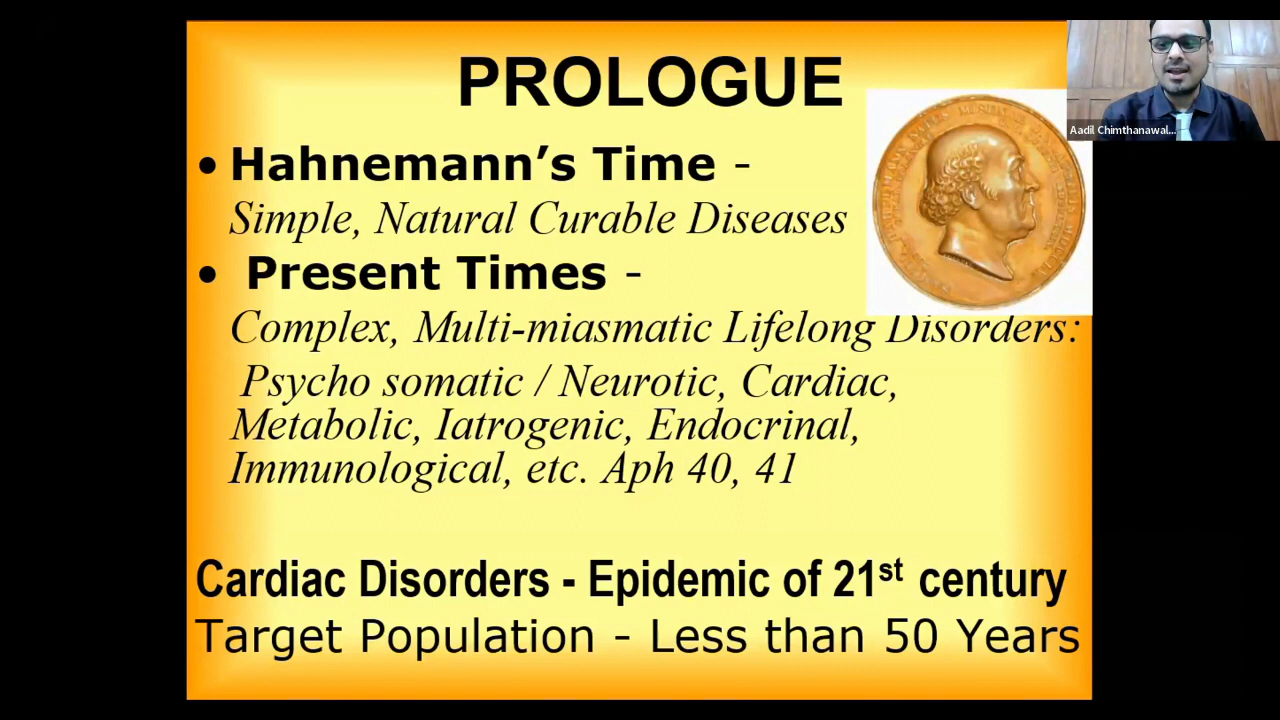 PROLOGUE
Aadil Chimthanawal...
• Hahnemann’s Time -
Simple, Natural Curable Diseases
• Present Times -
Complex, Multi-miasmatic Lifelong Disorders:
Psycho somatic / Neurotic, Cardiac,
Metabolic, Iatrogenic, Endocrinal,
Immunological, etc. Aph 40, 41
Cardiac Disorders - Epidemic of 21st century
Target Population - Less than 50 Years